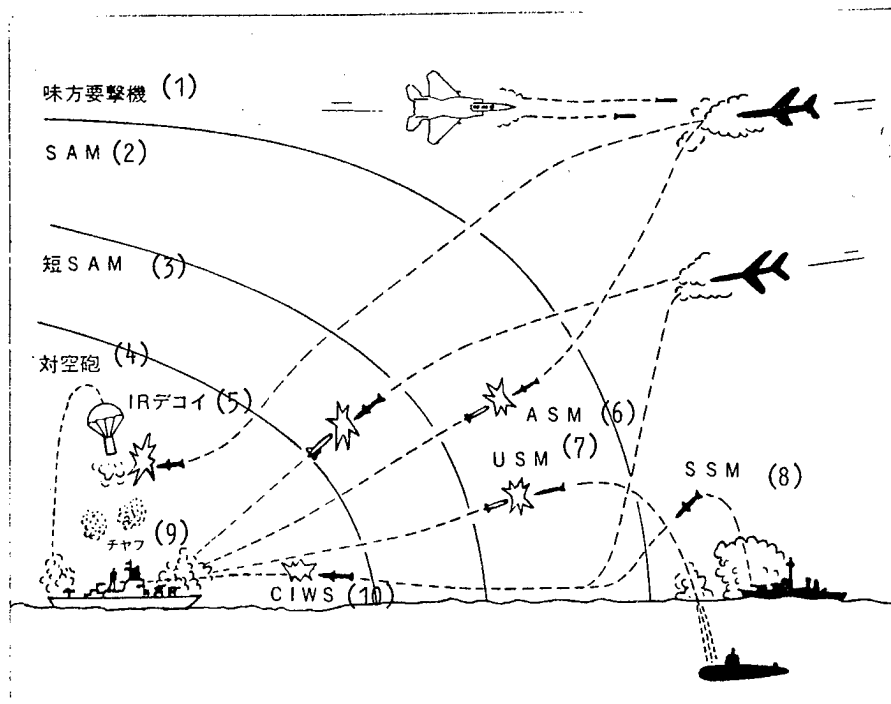 味方要撃機 (1)
SAM (2)
短SAM (3)
対空砲 (4)
IRデコイ (5)
ASM (6)
USM (7)
SSM (8)
チャフ (9)
CIWS (10)